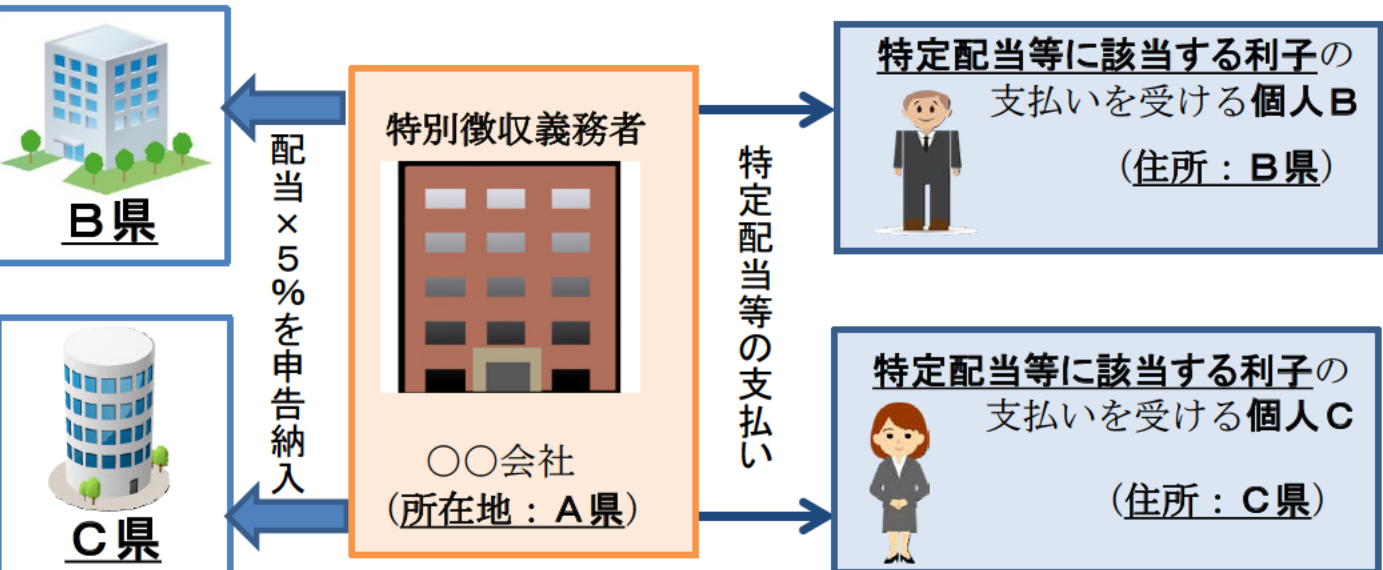 B県
C県
配当×5%を申告納入
特別徴収義務者
○○会社
(所在地：A県)
特定配当等の支払い
特定配当等に該当する利子の
支払いを受ける個人B
(住所：B県)
特定配当等に該当する利子の
支払いを受ける個人C
(住所：C県)